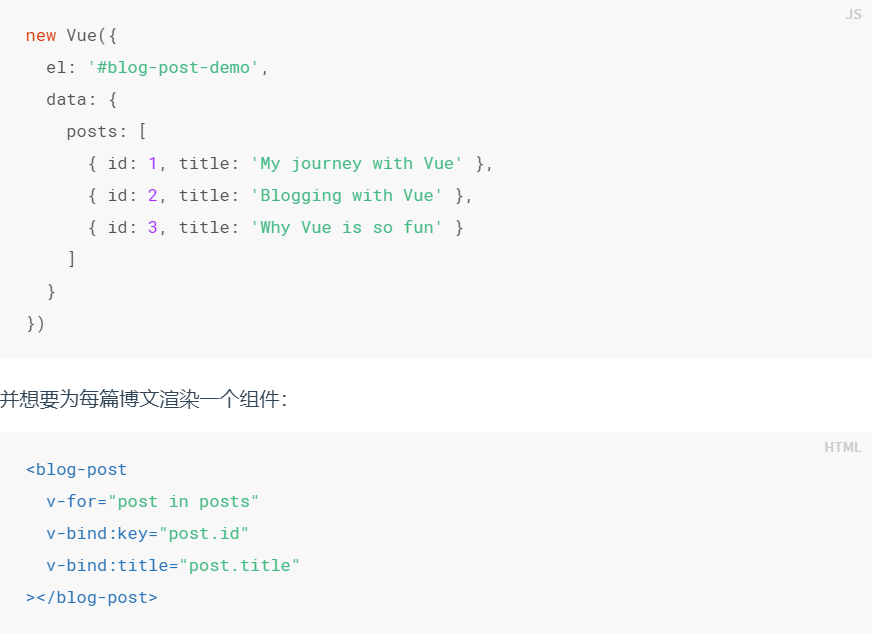 JS
new Vue({
  el: '#blog-post-demo',
  data: {
    posts: [
      { id: 1, title: 'My journey with Vue' },
      { id: 2, title: 'Blogging with Vue' },
      { id: 3, title: 'Why Vue is so fun' }
    ]
  }
})
并想要为每篇博文渲染一个组件：
HTML
<blog-post
  v-for="post in posts"
  v-bind:key="post.id"
  v-bind:title="post.title"
></blog-post>